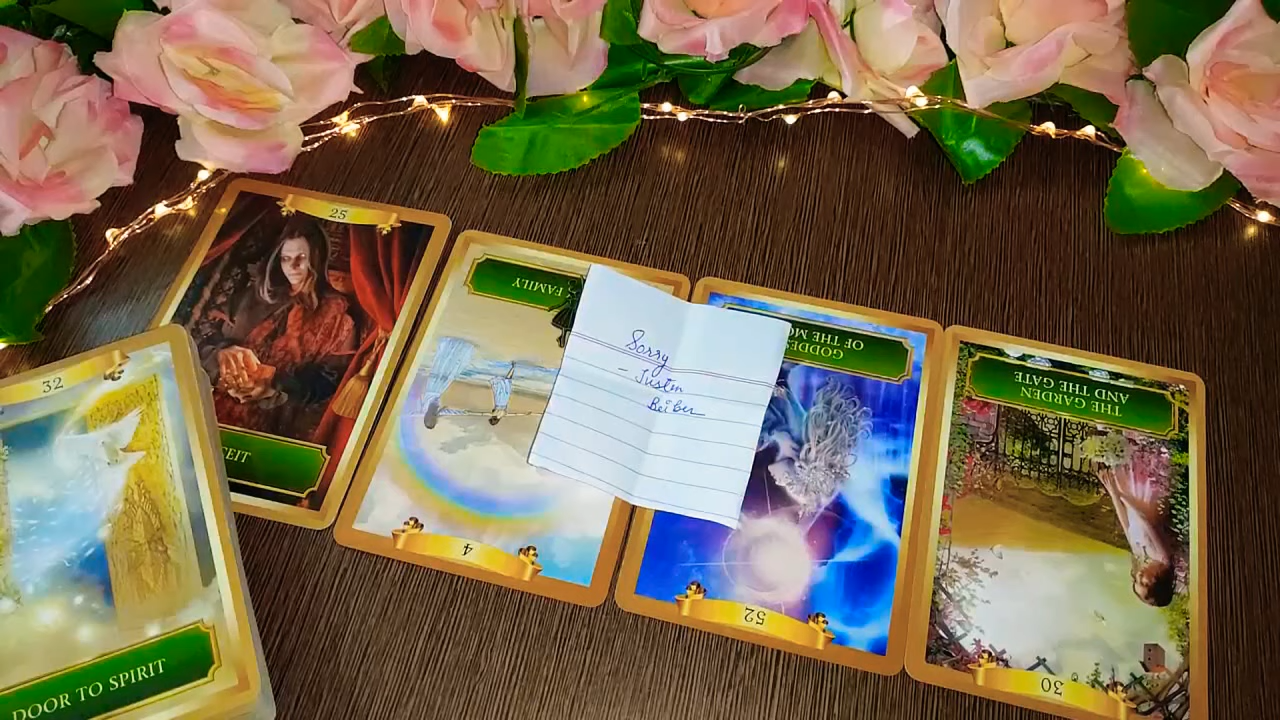 25
EIT
32
DOOR TO SPIRIT
FAMILY
4
Sorry
- Justin
Beiber
GODDES
OF THE MO
52
THE GARDEN
AND THE GATE
30